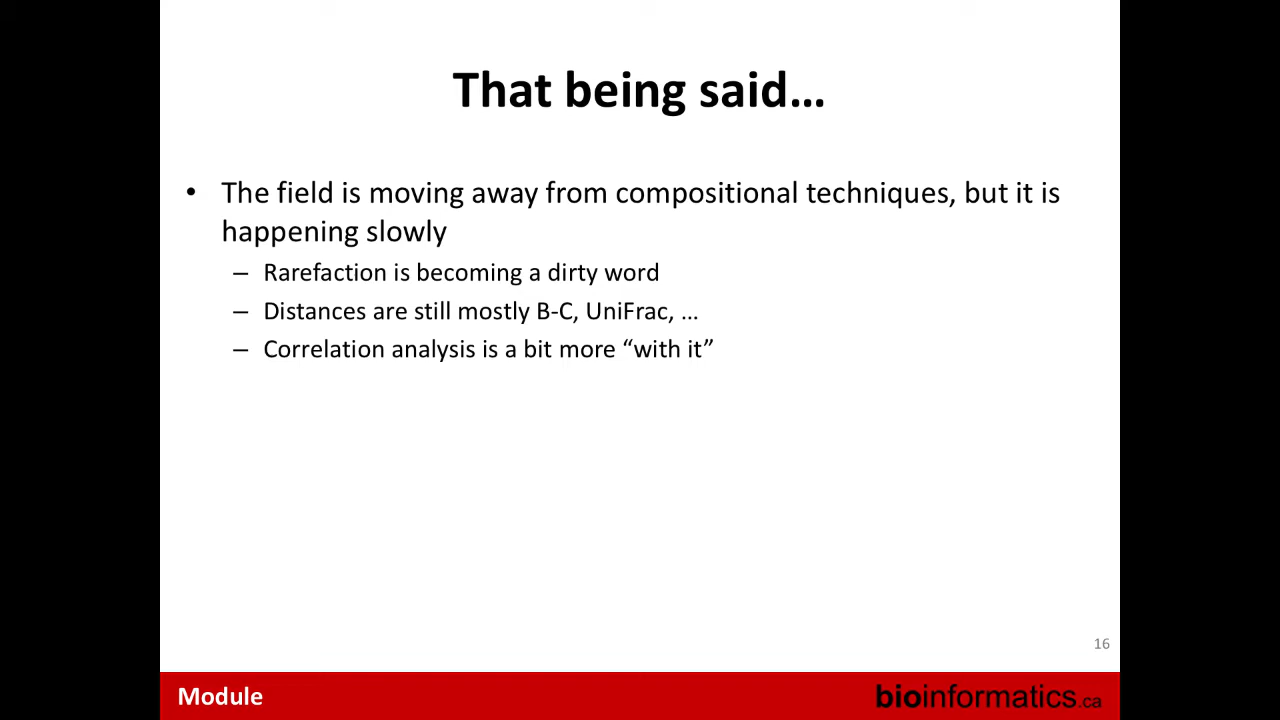 That being said…
• The field is moving away from compositional techniques, but it is
happening slowly
– Rarefaction is becoming a dirty word
– Distances are still mostly B-C, UniFrac, …
– Correlation analysis is a bit more “with it”
16
Module
bioinformatics.ca